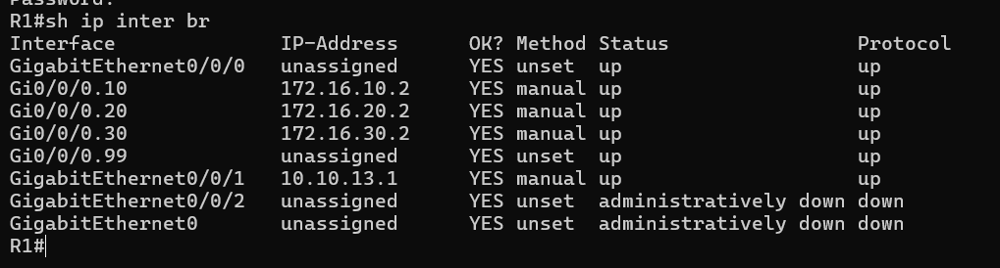 Password:
R1#sh ip inter br
Interface IP-Address OK? Method Status Protocol
GigabitEthernet0/0/0 unassigned YES unset up up
Gi0/0/0.10 172.16.10.2 YES manual up up
Gi0/0/0.20 172.16.20.2 YES manual up up
Gi0/0/0.30 172.16.30.2 YES manual up up
Gi0/0/0.99 unassigned YES unset up up
GigabitEthernet0/0/1 10.10.13.1 YES manual up up
GigabitEthernet0/0/2 unassigned YES unset administratively down down
GigabitEthernet0 unassigned YES unset administratively down down
R1#